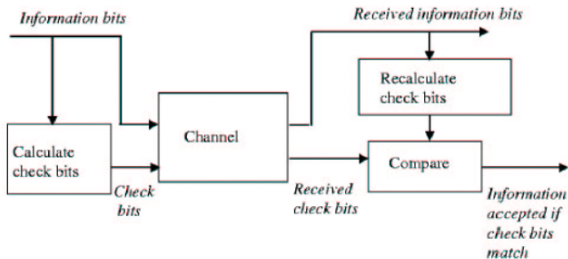 Information bits
Received information bits
Recalculate
check bits
Channel
Calculate
check bits
Compare
Check
bits
Received
check bits
Information
accepted if
check bits
match